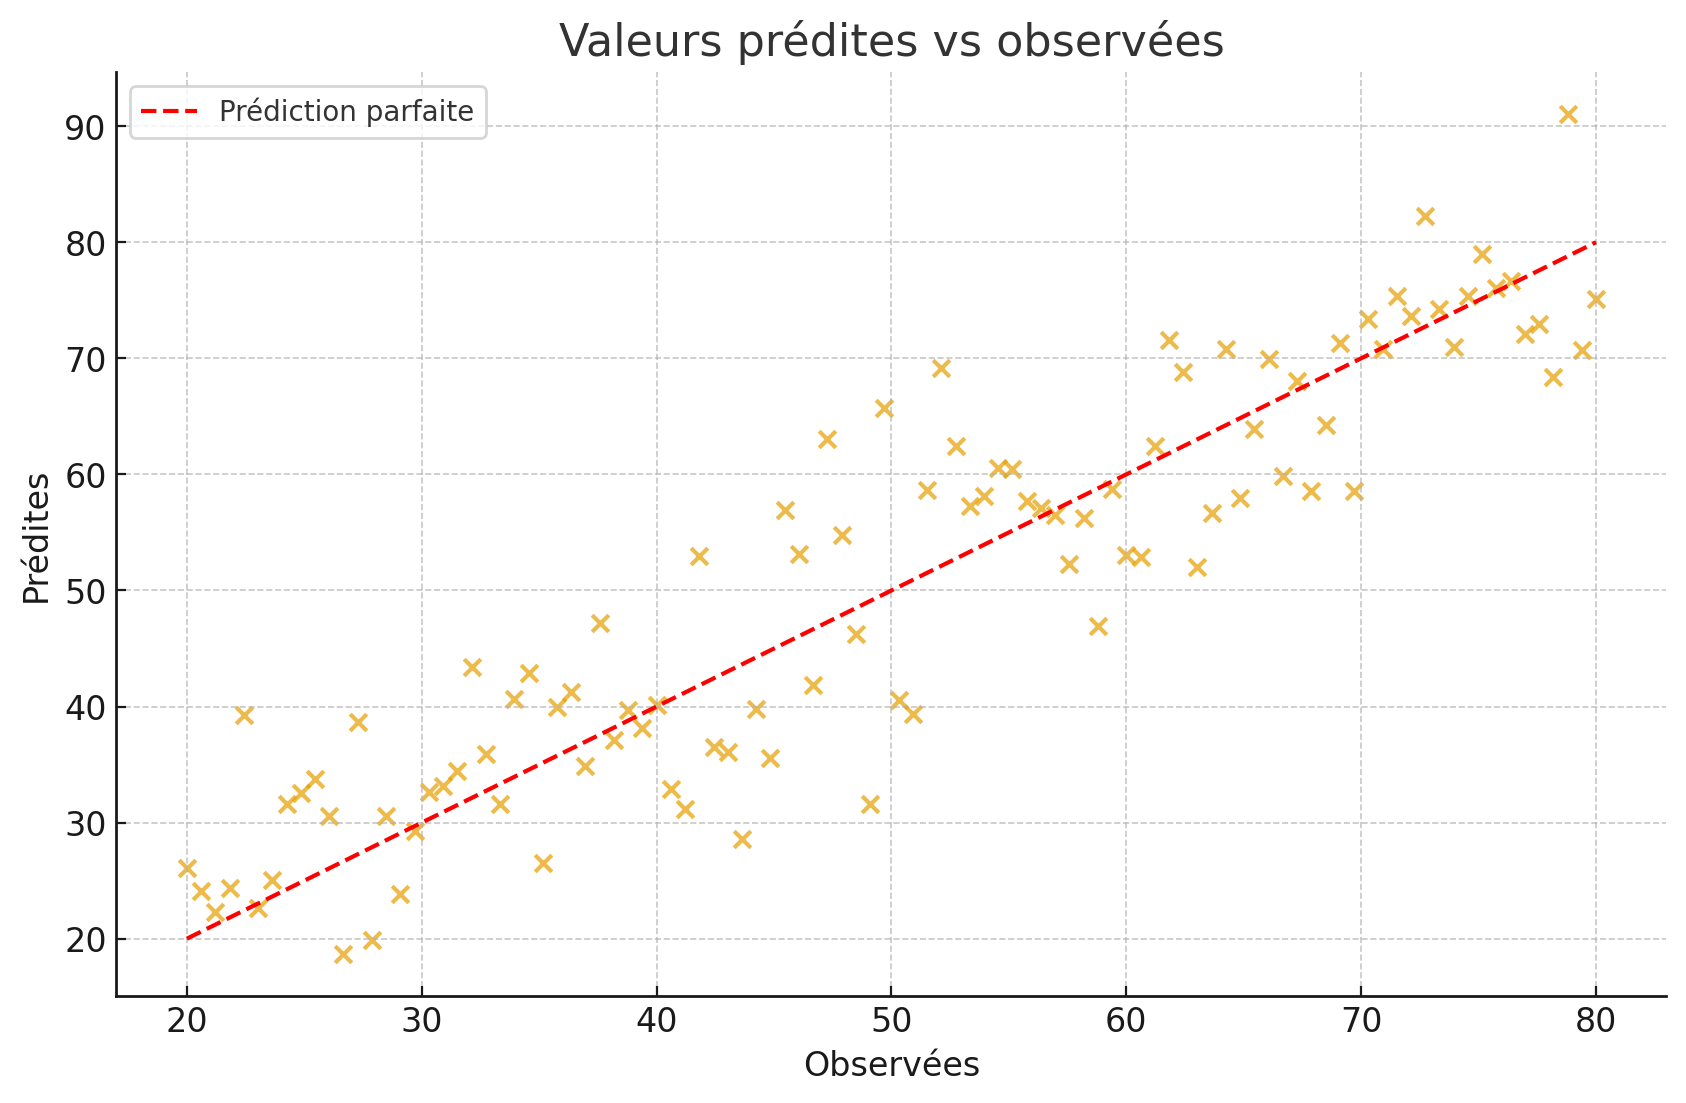 Valeurs prédites vs observées
Prédiction parfaite
90
80
70
60
50
40
30
20
Prédites
20 30 40 50 60 70 80
Observées